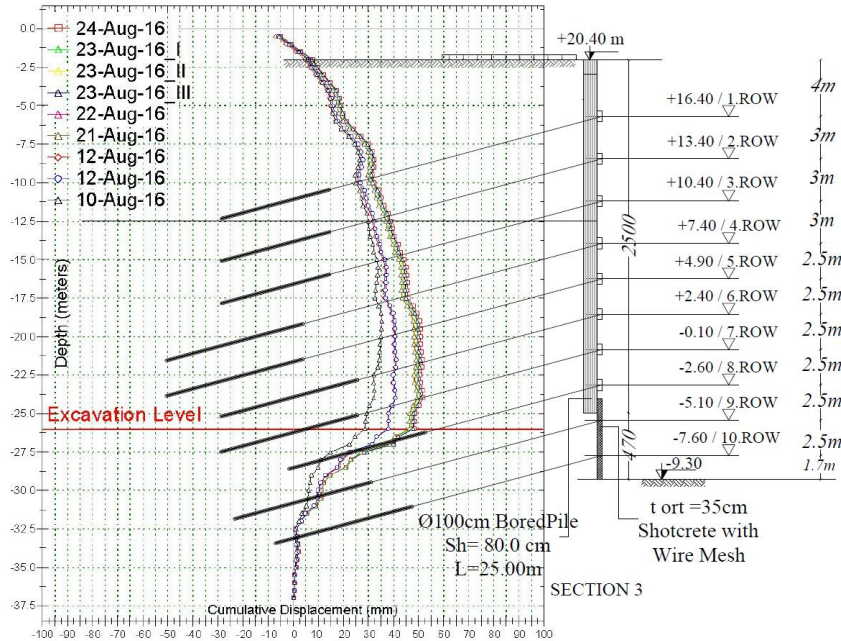 24-Aug-16
23-Aug-16_I
23-Aug-16_II
23-Aug-16_III
22-Aug-16
21-Aug-16
12-Aug-16
12-Aug-16
10-Aug-16
0.0
-2.5
-5.0
-7.5
-10.0
-12.5
-15.0
-17.5
-20.0
-22.5
-25.0
-27.5
-30.0
-32.5
-35.0
-37.5
Depth (meters)
Excavation Level
Cumulative Displacement (mm)
-100 -90 -80 -70 -60 -50 -40 -30 -20 -10 0 10 20 30 40 50 60 70 80 90 100
+20.40 m
+16.40 / 1.ROW
+13.40 / 2.ROW
+10.40 / 3.ROW
+7.40 / 4.ROW
+4.90 / 5.ROW
+2.40 / 6.ROW
-0.10 / 7.ROW
-2.60 / 8.ROW
-5.10 / 9.ROW
-7.60 / 10.ROW
-9.30
4m
3m
3m
3m
2.5m
2.5m
2.5m
2.5m
2.5m
2.5m
1.7m
2500
470
Ø100cm BoredPile
Sh= 80.0 cm
L=25.00m
t ort =35cm
Shotcrete with
Wire Mesh
SECTION 3